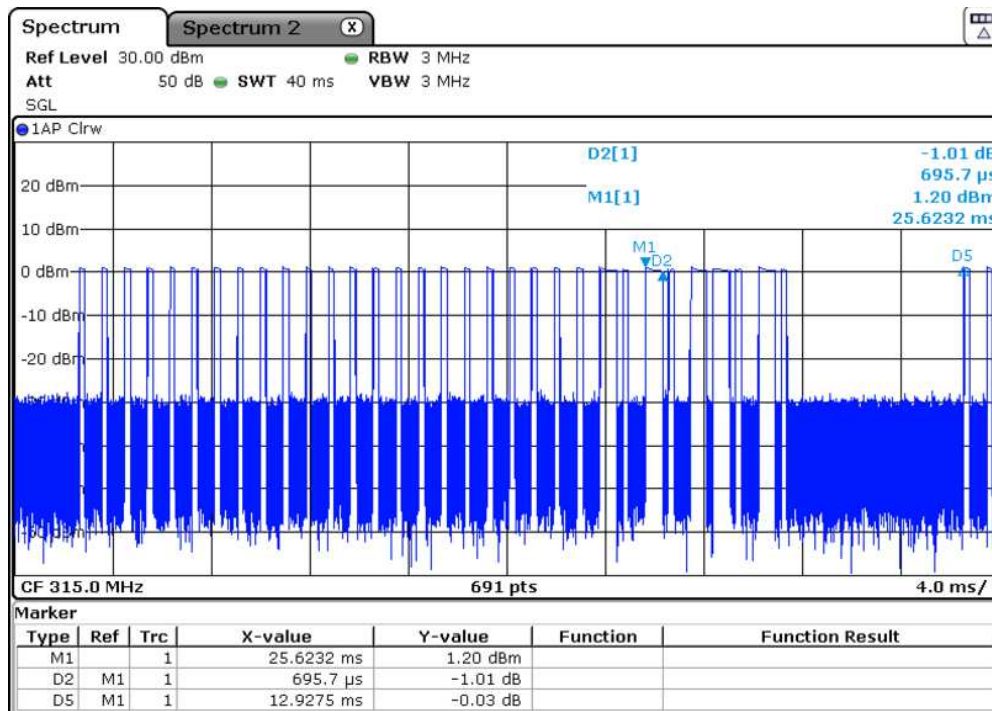 Spectrum Spectrum 2 X
Ref Level 30.00 dBm RBW 3 MHz
Att 50 dB SWT 40 ms VBW 3 MHz
SGL
1AP Clrw
D2[1] -1.01 dB
695.7 µs
20 dBm
M1[1] 1.20 dBm
25.6232 ms
10 dBm
M1
D2
D5
0 dBm
-10 dBm
-20 dBm
CF 315.0 MHz 691 pts 4.0 ms/
Marker
Type Ref Trc X-value Y-value Function Function Result
M1 1 25.6232 ms 1.20 dBm
D2 M1 1 695.7 µs -1.01 dB
D5 M1 1 12.9275 ms -0.03 dB